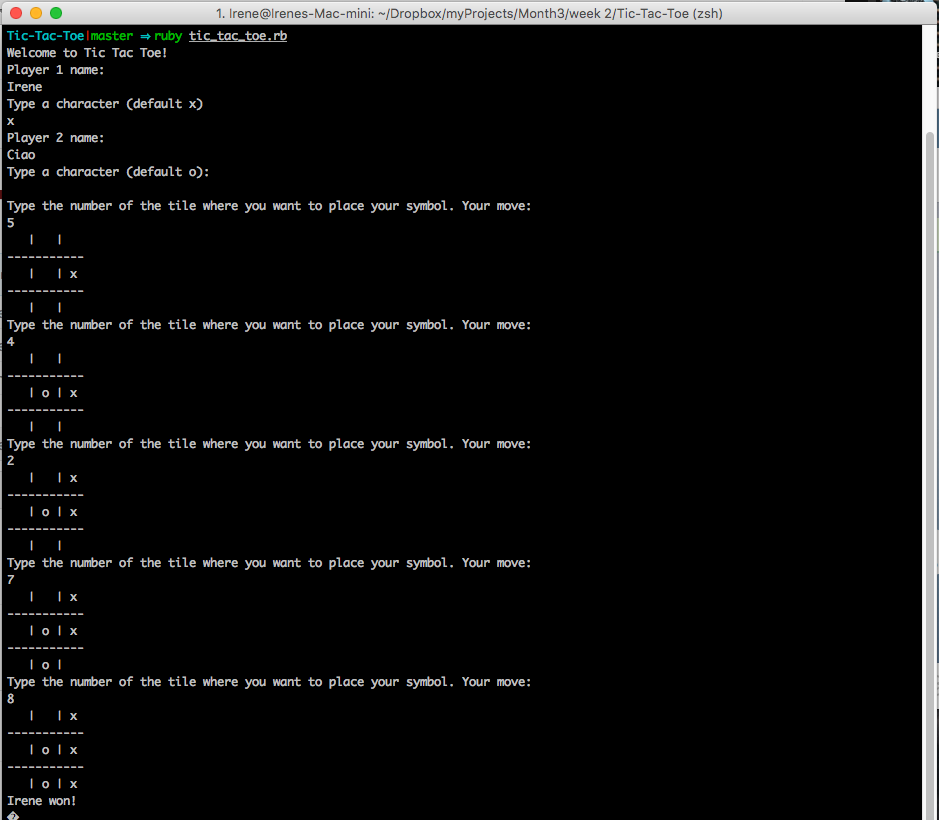 1. Irene@Irenes-Mac-mini: ~/Dropbox/myProjects/Month3/week 2/Tic-Tac-Toe (zsh)
Tic-Tac-Toe|master ⇒ ruby tic_tac_toe.rb
Welcome to Tic Tac Toe!
Player 1 name:
Irene
Type a character (default x)
x
Player 2 name:
Ciao
Type a character (default o):
Type the number of the tile where you want to place your symbol. Your move:
5
   |   |
-----------
   |   | x
-----------
   |   |
Type the number of the tile where you want to place your symbol. Your move:
4
   |   |
-----------
   | o | x
-----------
   |   |
Type the number of the tile where you want to place your symbol. Your move:
2
   |   | x
-----------
   | o | x
-----------
   |   |
Type the number of the tile where you want to place your symbol. Your move:
7
   |   | x
-----------
   | o | x
-----------
   | o |
Type the number of the tile where you want to place your symbol. Your move:
8
   |   | x
-----------
   | o | x
-----------
   | o | x
Irene won!
�